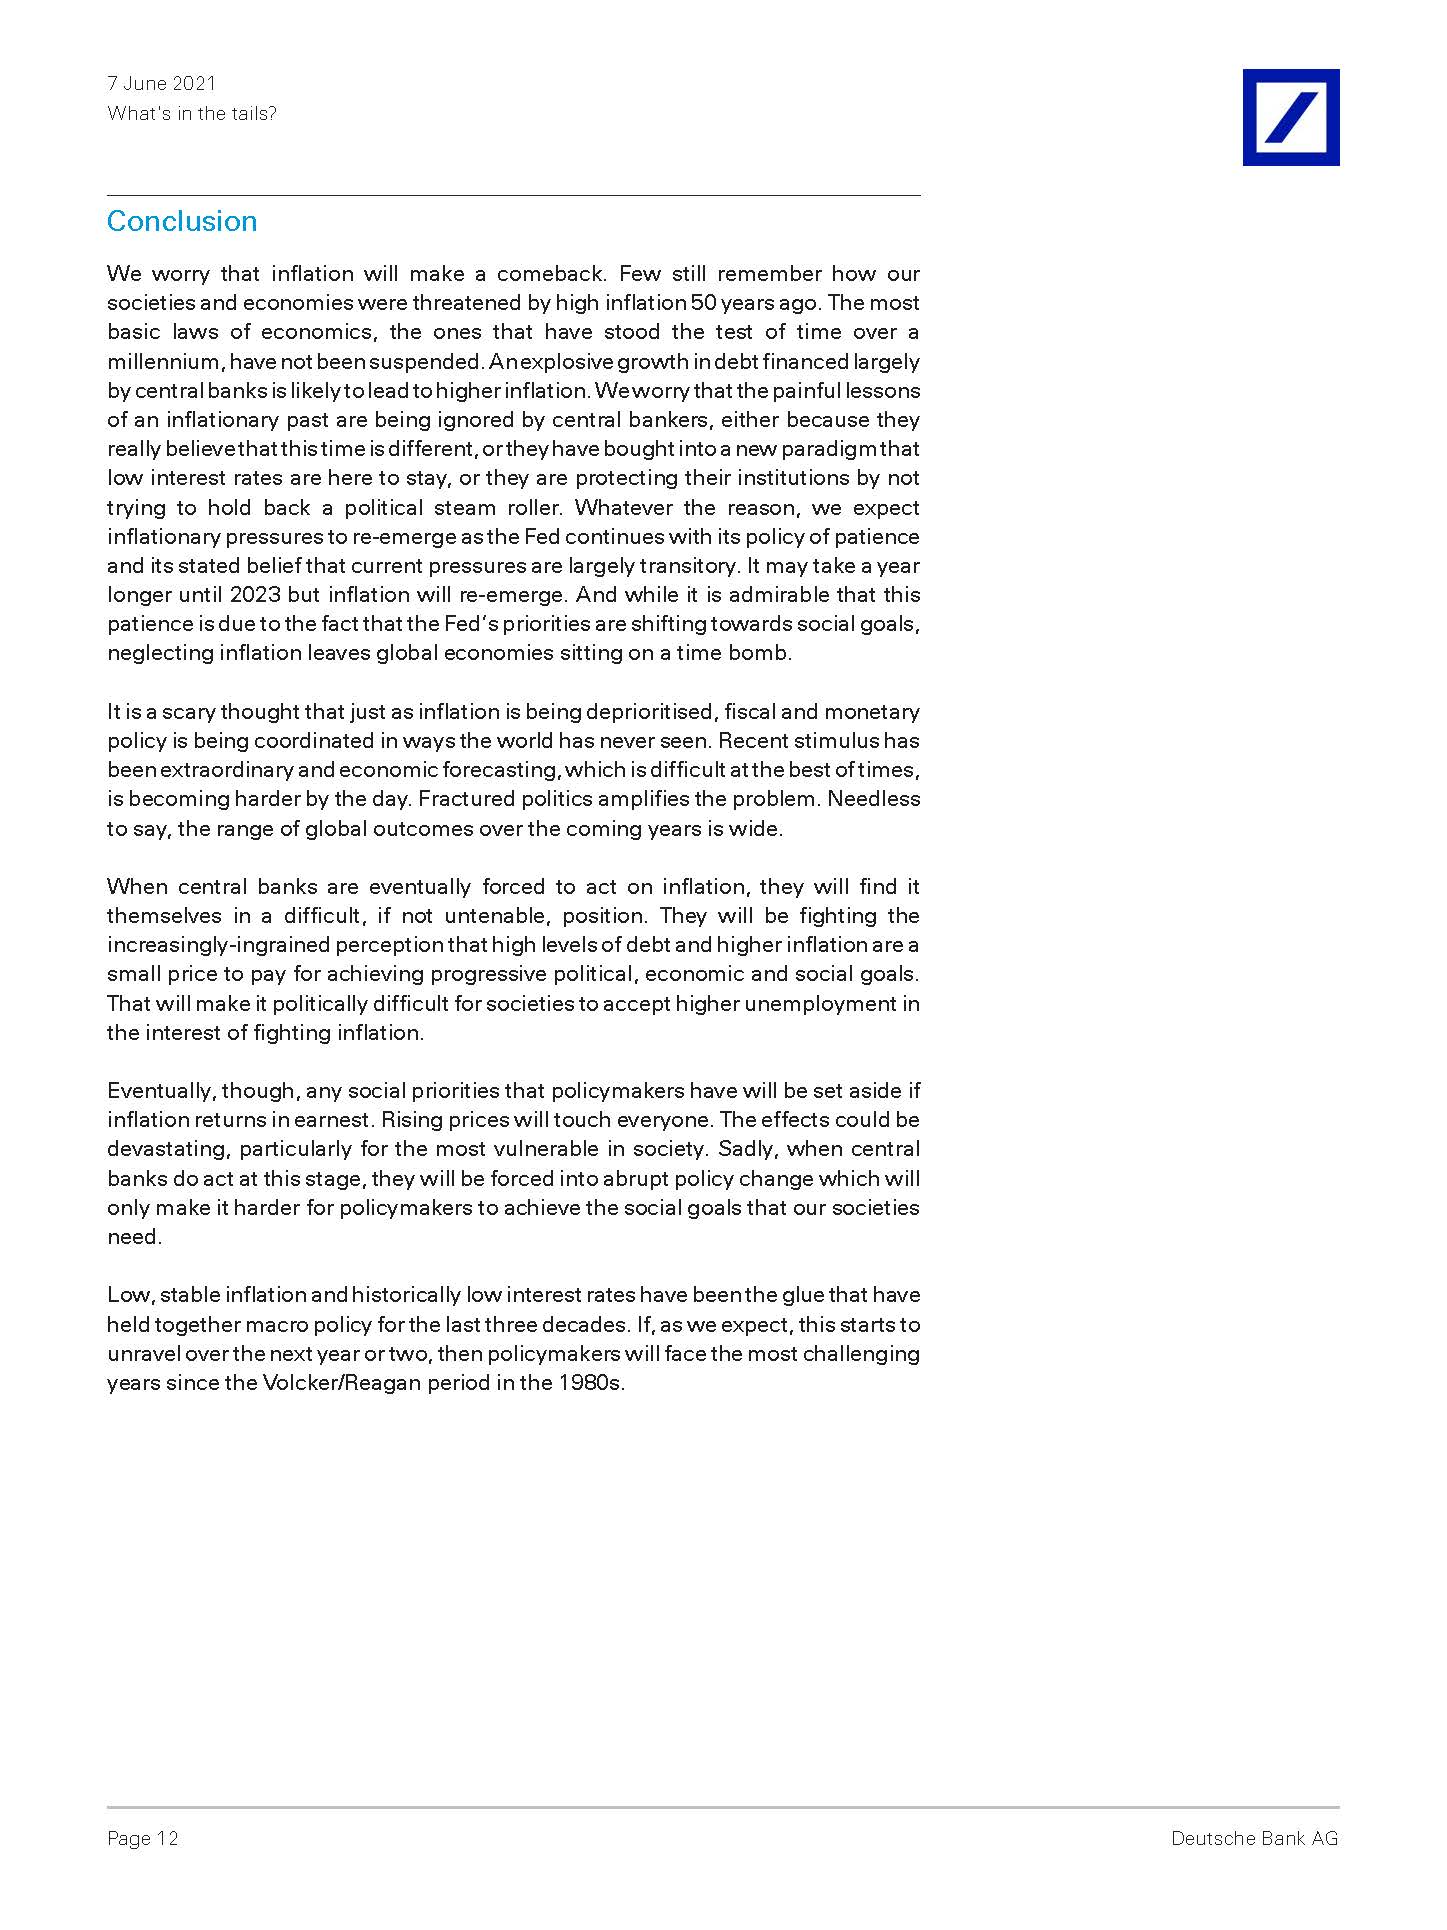 7 June 2021
What's in the tails?
Conclusion
We worry that inflation will make a comeback. Few still remember how our
societies and economies were threatened by high inflation 50 years ago. The most
basic laws of economics, the ones that have stood the test of time over a
millennium, have not been suspended. An explosive growth in debt financed largely
by central banks is likely to lead to higher inflation. We worry that the painful lessons
of an inflationary past are being ignored by central bankers, either because they
really believe that this time is different, or they have bought into a new paradigm that
low interest rates are here to stay, or they are protecting their institutions by not
trying to hold back a political steam roller. Whatever the reason, we expect
inflationary pressures to re-emerge as the Fed continues with its policy of patience
and its stated belief that current pressures are largely transitory. It may take a year
longer until 2023 but inflation will re-emerge. And while it is admirable that this
patience is due to the fact that the Fed's priorities are shifting towards social goals,
neglecting inflation leaves global economies sitting on a time bomb.
It is a scary thought that just as inflation is being deprioritised, fiscal and monetary
policy is being coordinated in ways the world has never seen. Recent stimulus has
been extraordinary and economic forecasting, which is difficult at the best of times,
is becoming harder by the day. Fractured politics amplifies the problem. Needless
to say, the range of global outcomes over the coming years is wide.
When central banks are eventually forced to act on inflation, they will find it
themselves in a difficult, if not untenable, position. They will be fighting the
increasingly-ingrained perception that high levels of debt and higher inflation are a
small price to pay for achieving progressive political, economic and social goals.
That will make it politically difficult for societies to accept higher unemployment in
the interest of fighting inflation.
Eventually, though, any social priorities that policymakers have will be set aside if
inflation returns in earnest. Rising prices will touch everyone. The effects could be
devastating, particularly for the most vulnerable in society. Sadly, when central
banks do act at this stage, they will be forced into abrupt policy change which will
only make it harder for policymakers to achieve the social goals that our societies
need.
Low, stable inflation and historically low interest rates have been the glue that have
held together macro policy for the last three decades. If, as we expect, this starts to
unravel over the next year or two, then policymakers will face the most challenging
years since the Volcker/Reagan period in the 1980s.
Page 12
Deutsche Bank AG